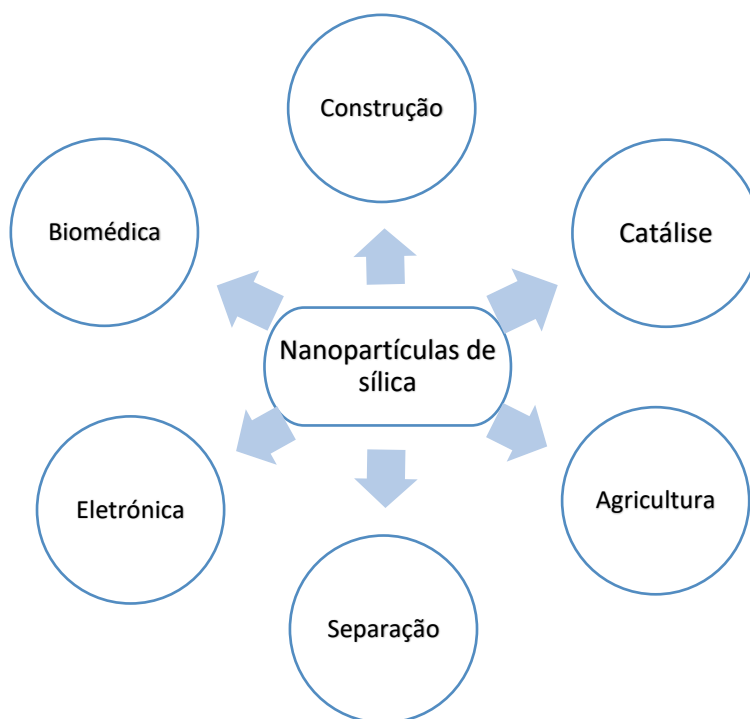 Construção
Biomédica
Catálise
Nanopartículas de
sílica
Eletrónica
Agricultura
Separação